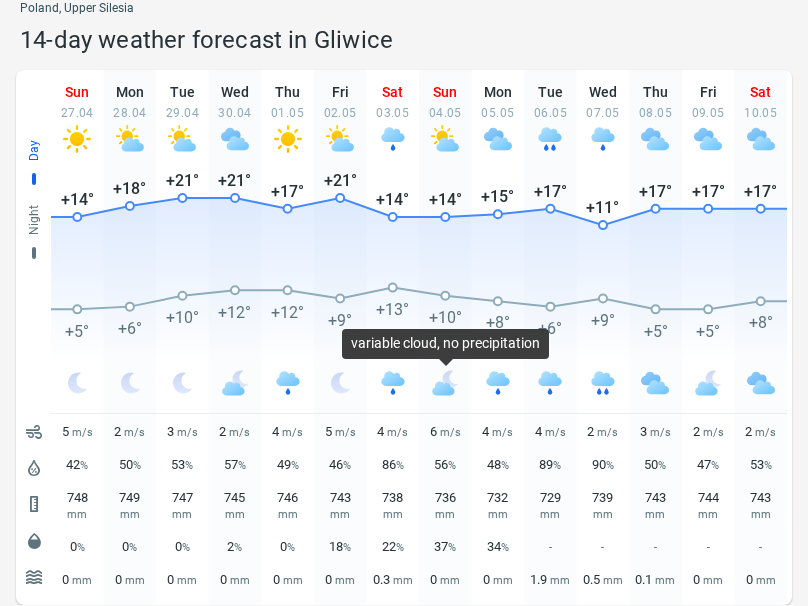 Poland, Upper Silesia
14-day weather forecast in Gliwice
Sun Mon Tue Wed Thu Fri Sat Sun Mon Tue Wed Thu Fri Sat
27.04 28.04 29.04 30.04 01.05 02.05 03.05 04.05 05.05 06.05 07.05 08.05 09.05 10.05
Day
+14° +18° +21° +21° +17° +21° +14° +14° +15° +17° +11° +17° +17° +17°
Night
+5° +6° +10° +12° +12° +9° +13° +10° +8° +6° +9° +5° +5° +8°
variable cloud, no precipitation
5 m/s 2 m/s 3 m/s 2 m/s 4 m/s 5 m/s 4 m/s 6 m/s 4 m/s 4 m/s 2 m/s 3 m/s 2 m/s 2 m/s
42% 50% 53% 57% 49% 46% 86% 56% 48% 89% 90% 50% 47% 53%
748 749 747 745 746 743 738 736 732 729 739 743 744 743
mm mm mm mm mm mm mm mm mm mm mm mm mm mm
0% 0% 0% 2% 0% 18% 22% 37% 34% - - - - -
0 mm 0 mm 0 mm 0 mm 0 mm 0 mm 0.3 mm 0 mm 0 mm 1.9 mm 0.5 mm 0.1 mm 0 mm 0 mm